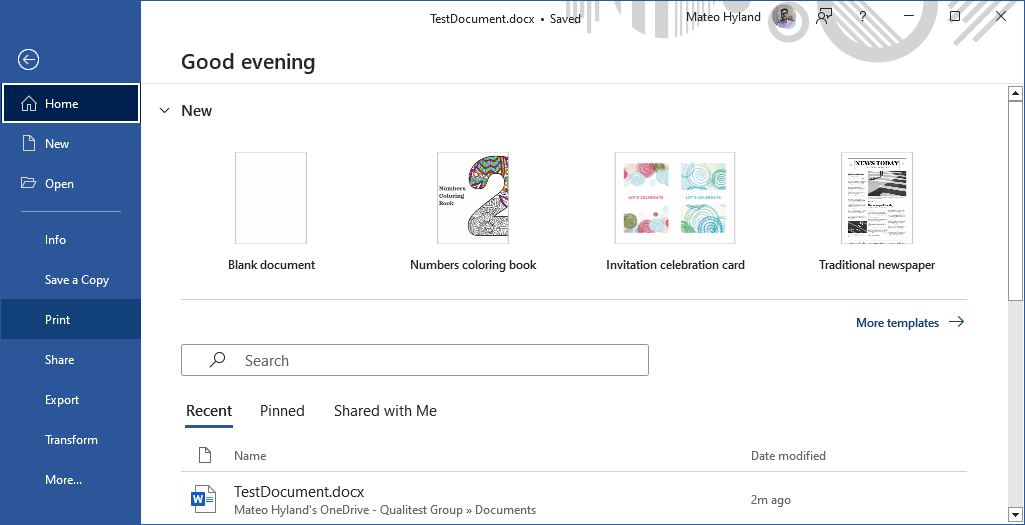 TestDocument.docx • Saved
Mateo Hyland
?
Good evening
Home
New
Open
Info
Save a Copy
Print
Share
Export
Transform
More...
New
Numbers
Coloring
Book
2
LET'S CELEBRATE
LET'S CELEBRATE
NEWS TODAY
Blank document
Numbers coloring book
Invitation celebration card
Traditional newspaper
More templates
Search
Recent
Pinned
Shared with Me
Name
Date modified
W
TestDocument.docx
Mateo Hyland's OneDrive - Qualitest Group » Documents
2m ago